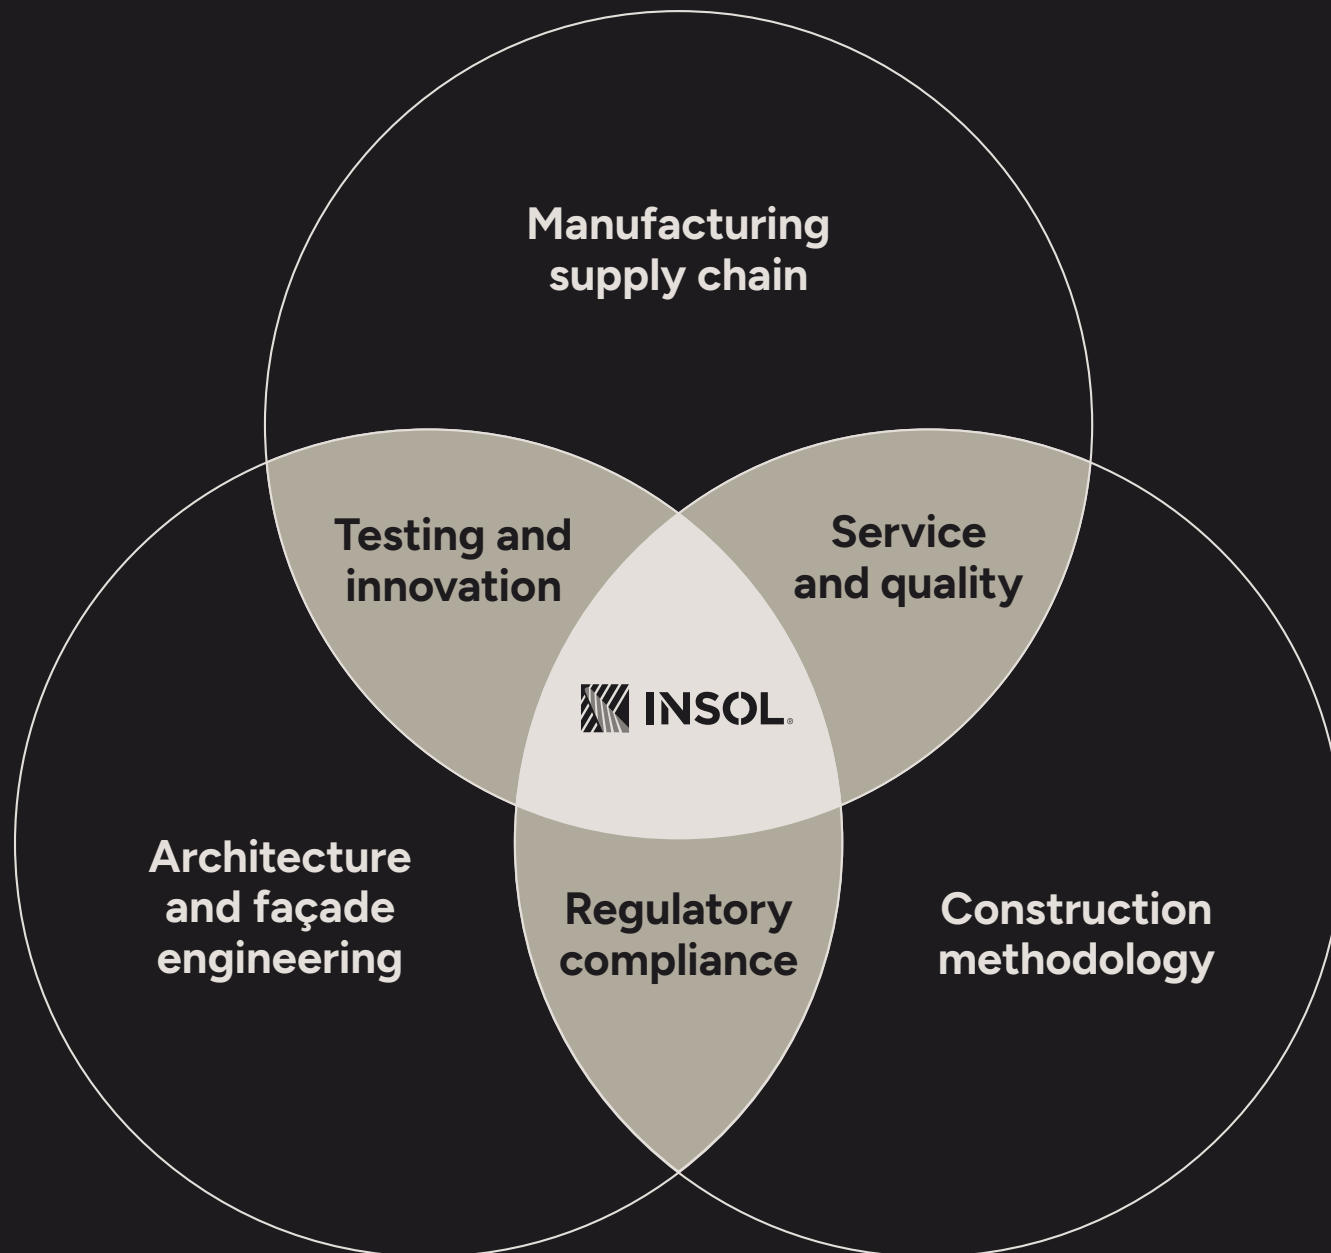 Manufacturing
supply chain
Testing and
innovation
Service
and quality
INSOL®
Architecture
and façade
engineering
Regulatory
compliance
Construction
methodology